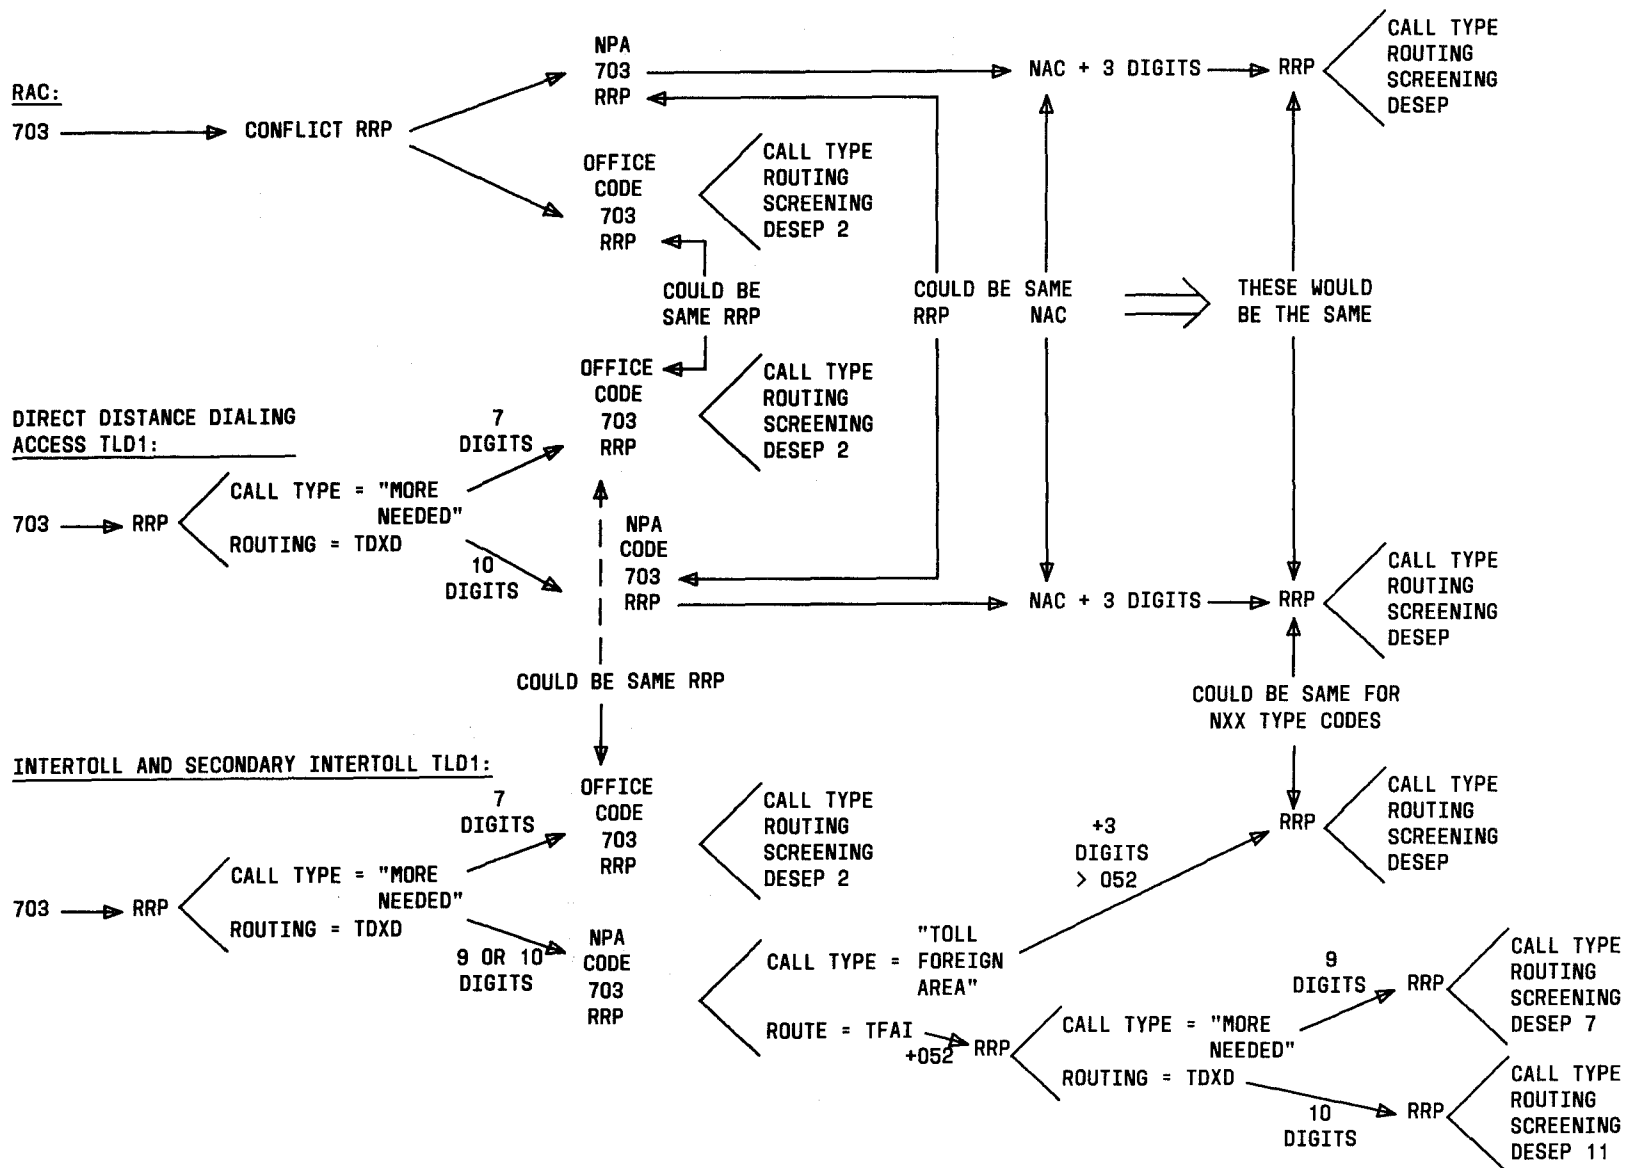 RAC:
703
CONFLICT RRP
NPA
703
RRP
NAC + 3 DIGITS
RRP
CALL TYPE
ROUTING
SCREENING
DESEP
OFFICE
CODE
703
RRP
CALL TYPE
ROUTING
SCREENING
DESEP 2
COULD BE
SAME RRP
COULD BE SAME
RRP NAC
THESE WOULD
BE THE SAME
DIRECT DISTANCE DIALING
ACCESS TLD1:
703
RRP
CALL TYPE = "MORE
NEEDED"
ROUTING = TDXD
7
DIGITS
OFFICE
CODE
703
RRP
CALL TYPE
ROUTING
SCREENING
DESEP 2
10
DIGITS
NPA
CODE
703
RRP
NAC + 3 DIGITS
RRP
CALL TYPE
ROUTING
SCREENING
DESEP
COULD BE SAME RRP
COULD BE SAME FOR
NXX TYPE CODES
INTERTOLL AND SECONDARY INTERTOLL TLD1:
703
RRP
CALL TYPE = "MORE
NEEDED"
ROUTING = TDXD
7
DIGITS
OFFICE
CODE
703
RRP
CALL TYPE
ROUTING
SCREENING
DESEP 2
9 OR 10
DIGITS
NPA
CODE
703
RRP
"TOLL
CALL TYPE = FOREIGN
AREA"
+3
DIGITS
> 052
RRP
CALL TYPE
ROUTING
SCREENING
DESEP
ROUTE = TFAI
+052
RRP
CALL TYPE = "MORE
NEEDED"
ROUTING = TDXD
9
DIGITS
RRP
CALL TYPE
ROUTING
SCREENING
DESEP 7
10
DIGITS
RRP
CALL TYPE
ROUTING
SCREENING
DESEP 11